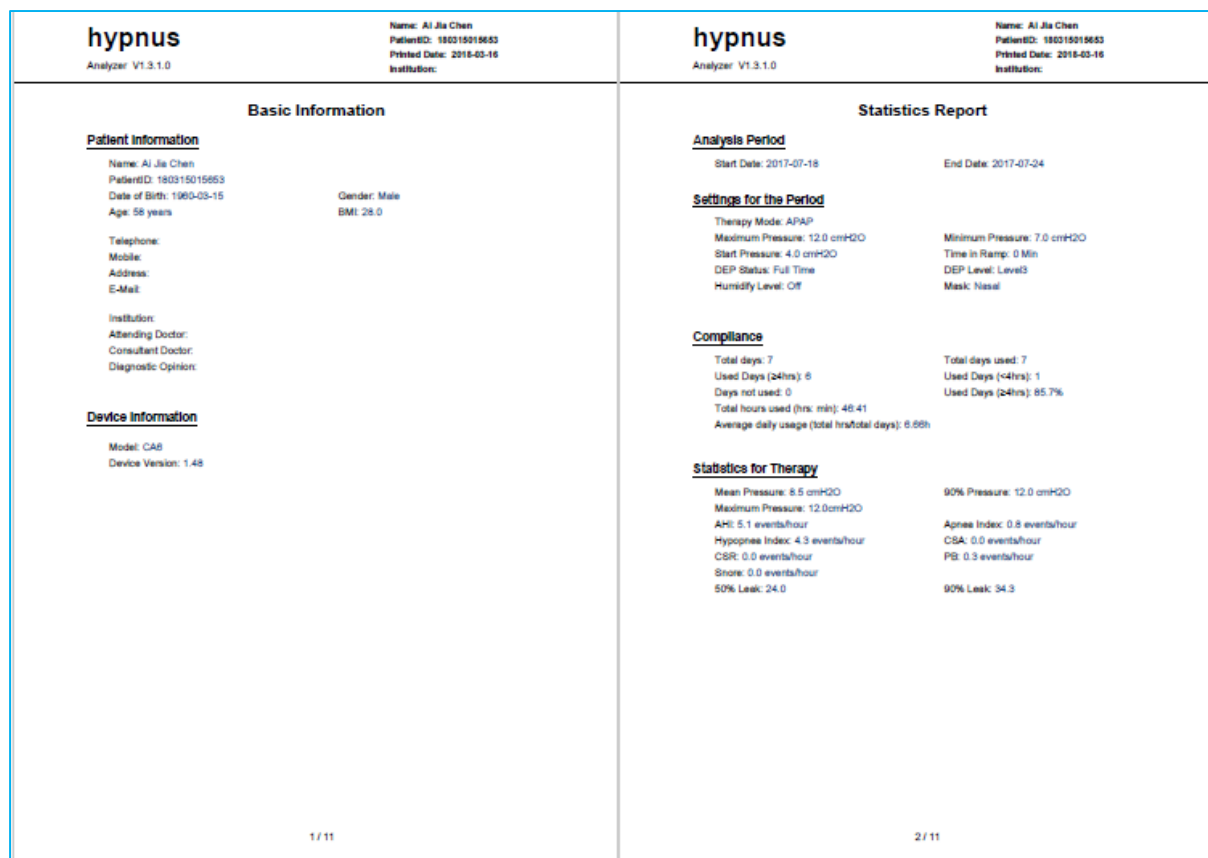 hypnus
Analyzer V1.3.1.0
Name: Ai Jia Chen
PatientID: 180315015653
Printed Date: 2018-03-16
Institution:
Basic Information
Patient Information
Name: Ai Jia Chen
PatientID: 180315015653
Date of Birth: 1960-03-15 Gender: Male
Age: 58 years BMI: 28.0
Telephone:
Mobile:
Address:
E-Mail:
Institution:
Attending Doctor:
Consultant Doctor:
Diagnostic Opinion:
Device Information
Model: CA6
Device Version: 1.48
1 / 11
hypnus
Analyzer V1.3.1.0
Name: Ai Jia Chen
PatientID: 180315015653
Printed Date: 2018-03-16
Institution:
Statistics Report
Analysis Period
Start Date: 2017-07-18 End Date: 2017-07-24
Settings for the Period
Therapy Mode: APAP
Maximum Pressure: 12.0 cmH2O Minimum Pressure: 7.0 cmH2O
Start Pressure: 4.0 cmH2O Time in Ramp: 0 Min
DEP Status: Full Time DEP Level: Level3
Humidify Level: Off Mask: Nasal
Compliance
Total days: 7 Total days used: 7
Used Days (≥4hrs): 6 Used Days (<4hrs): 1
Days not used: 0 Used Days (≥4hrs): 85.7%
Total hours used (hrs: min): 46:41
Average daily usage (total hrs/total days): 6.66h
Statistics for Therapy
Mean Pressure: 8.5 cmH2O 90% Pressure: 12.0 cmH2O
Maximum Pressure: 12.0cmH2O
AHI: 5.1 events/hour Apnea Index: 0.8 events/hour
Hypopnea Index: 4.3 events/hour CSA: 0.0 events/hour
CSR: 0.0 events/hour PB: 0.3 events/hour
Snore: 0.0 events/hour
50% Leak: 24.0 90% Leak: 34.3
2 / 11